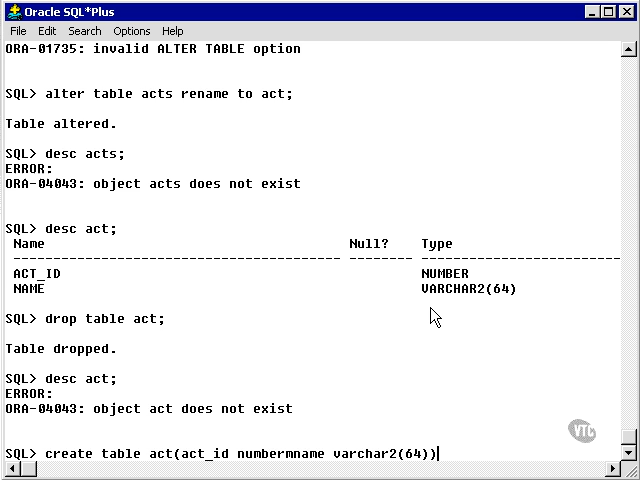 Oracle SQL*Plus
File Edit Search Options Help
ORA-01735: invalid ALTER TABLE option
SQL> alter table acts rename to act;
Table altered.
SQL> desc acts;
ERROR:
ORA-04043: object acts does not exist
SQL> desc act;
Name Null? Type
----------------------------------------- -------- -------------------------
ACT_ID NUMBER
NAME VARCHAR2(64)
SQL> drop table act;
Table dropped.
SQL> desc act;
ERROR:
ORA-04043: object act does not exist
VTC
SQL> create table act(act_id numbermname varchar2(64))